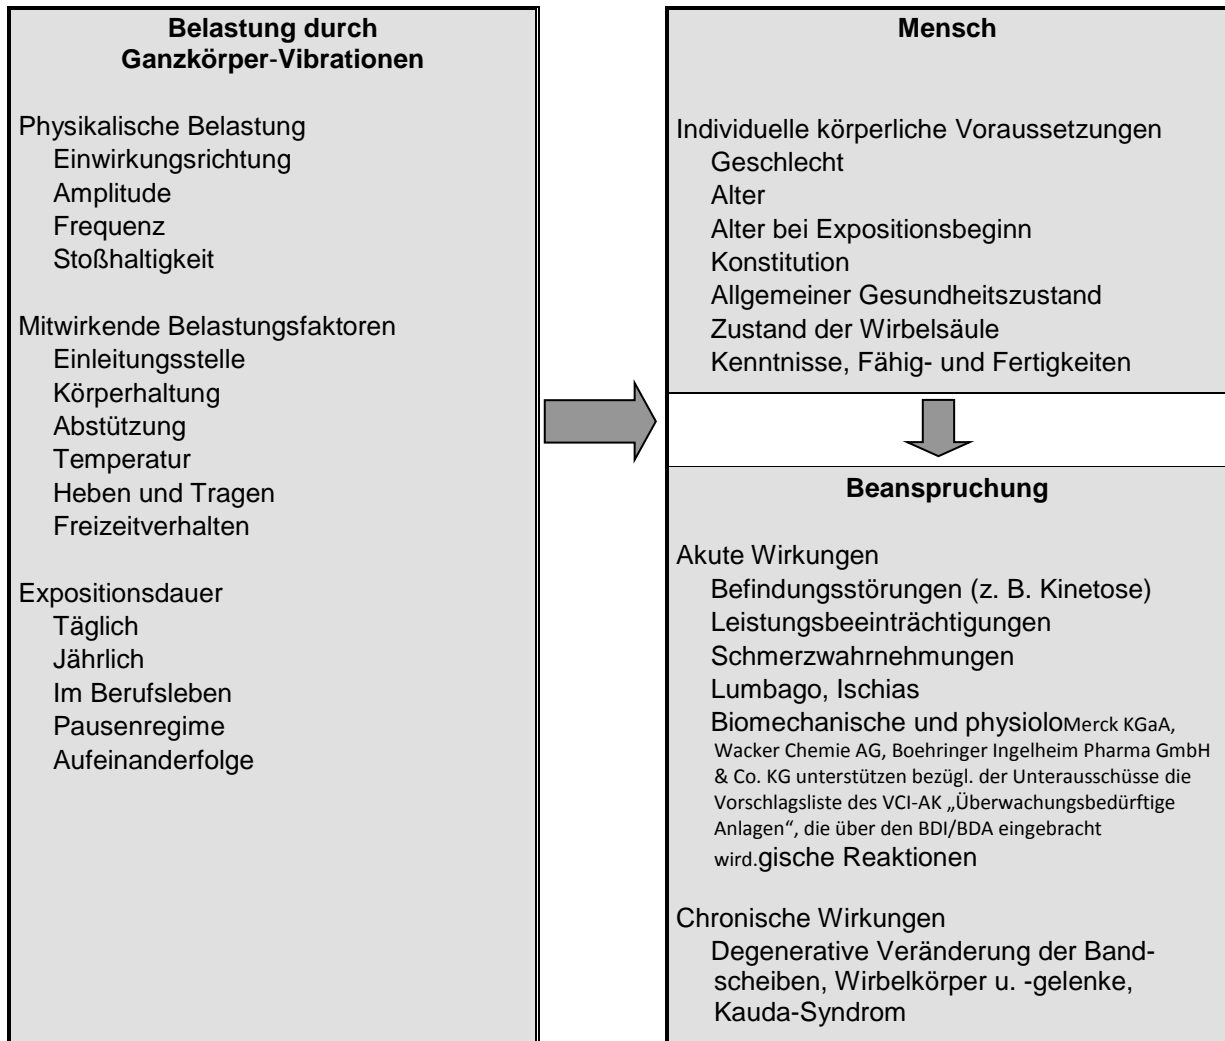 Belastung durch
Ganzkörper-Vibrationen
Physikalische Belastung
Einwirkungsrichtung
Amplitude
Frequenz
Stoßhaltigkeit
Mitwirkende Belastungsfaktoren
Einleitungsstelle
Körperhaltung
Abstützung
Temperatur
Heben und Tragen
Freizeitverhalten
Expositionsdauer
Täglich
Jährlich
Im Berufsleben
Pausenregime
Aufeinanderfolge
Mensch
Individuelle körperliche Voraussetzungen
Geschlecht
Alter
Alter bei Expositionsbeginn
Konstitution
Allgemeiner Gesundheitszustand
Zustand der Wirbelsäule
Kenntnisse, Fähig- und Fertigkeiten
Beanspruchung
Akute Wirkungen
Befindungsstörungen (z. B. Kinetose)
Leistungsbeeinträchtigungen
Schmerzwahrnehmungen
Lumbago, Ischias
Biomechanische und physioloMerck KGaA,
Wacker Chemie AG, Boehringer Ingelheim Pharma GmbH
& Co. KG unterstützen bezügl. der Unterausschüsse die
Vorschlagsliste des VCI-AK „Überwachungsbedürftige
Anlagen“, die über den BDI/BDA eingebracht
wird.gische Reaktionen
Chronische Wirkungen
Degenerative Veränderung der Band-
scheiben, Wirbelkörper u. -gelenke,
Kauda-Syndrom